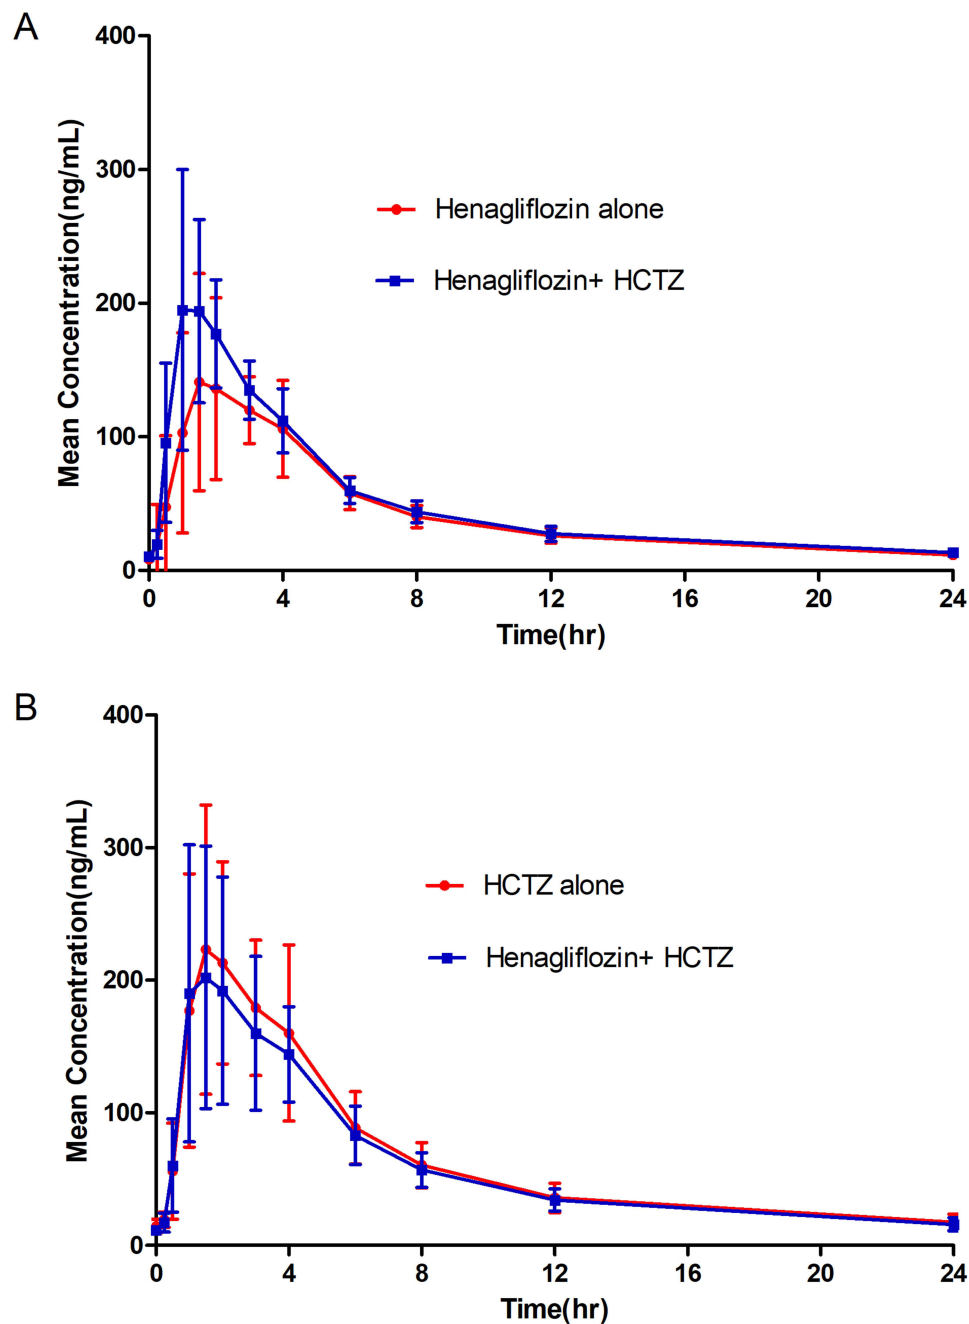 A
400
300
200
100
0
Mean Concentration(ng/mL)
Henagliflozin alone
Henagliflozin+ HCTZ
0 4 8 12 16 20 24
Time(hr)
B
400
300
200
100
0
Mean Concentration(ng/mL)
HCTZ alone
Henagliflozin+ HCTZ
0 4 8 12 16 20 24
Time(hr)